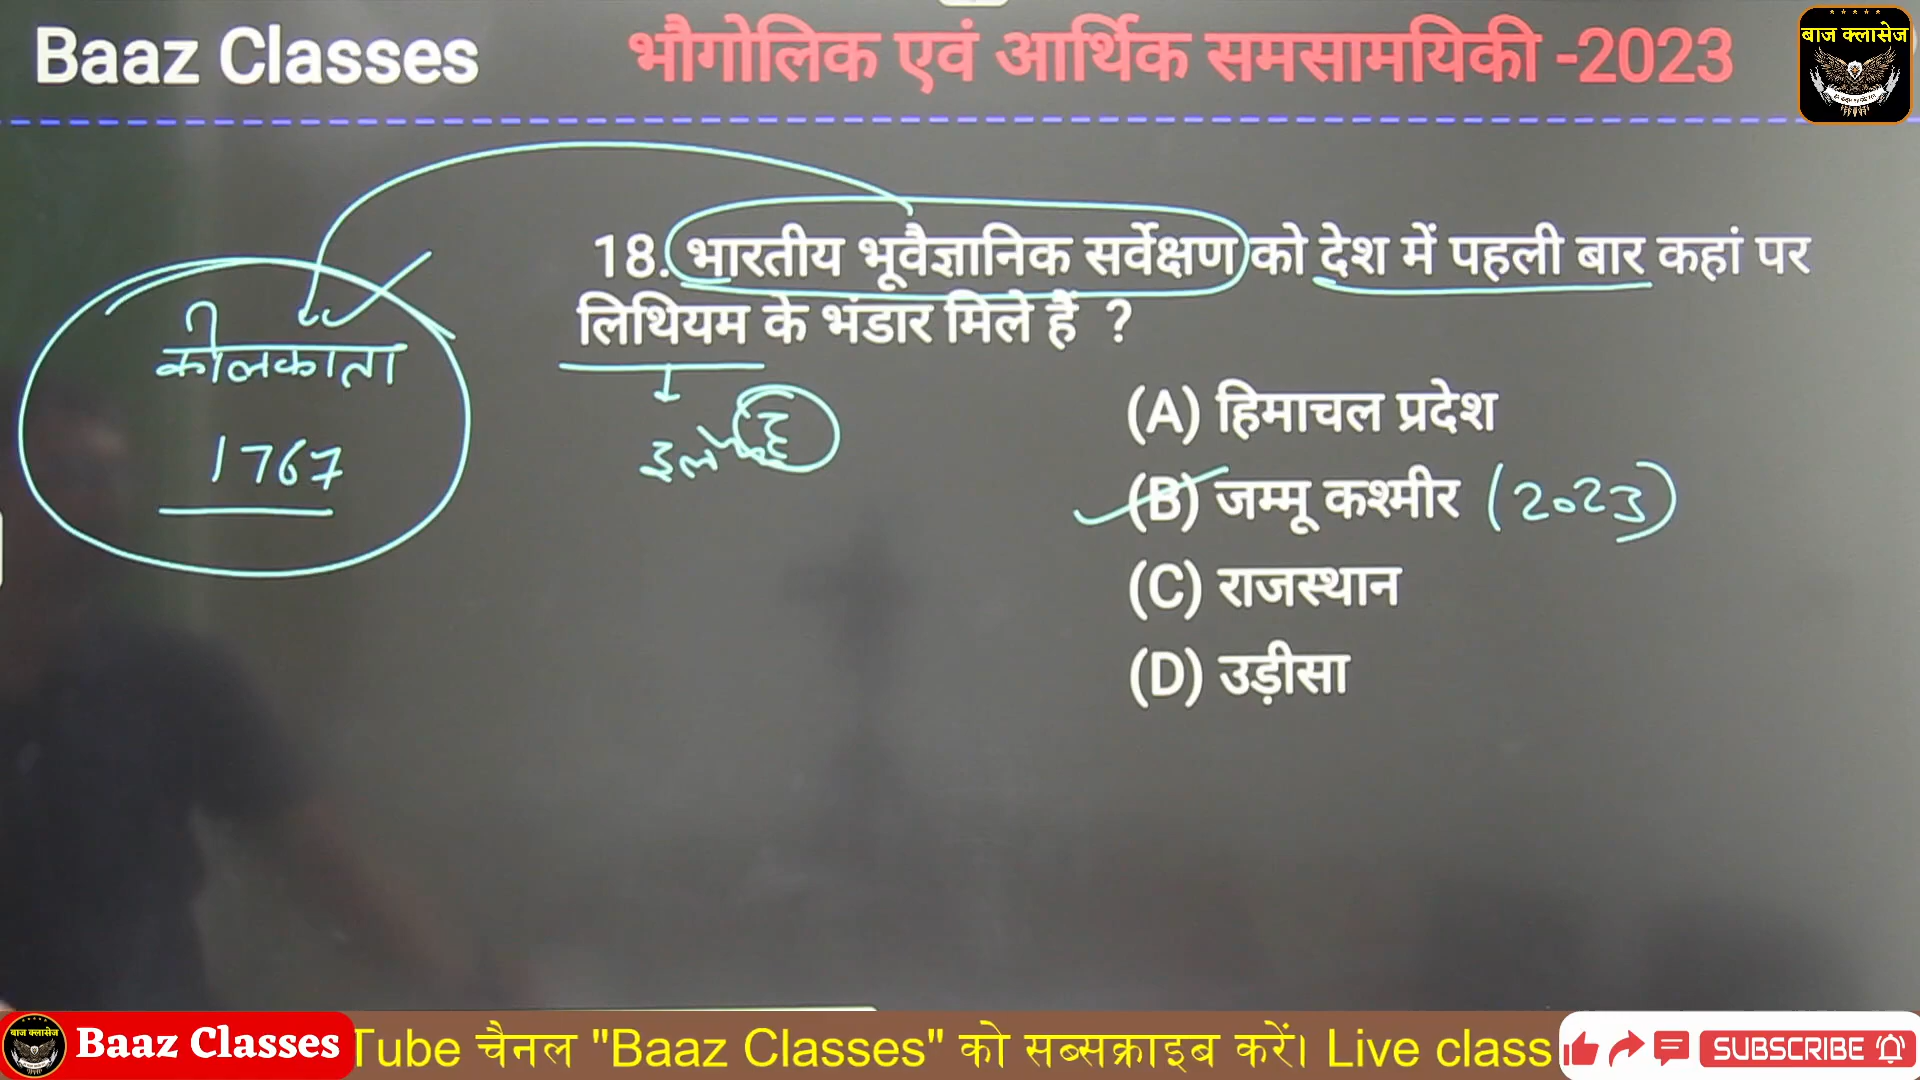 Baaz Classes
भौगोलिक एवं आर्थिक समसामयिकी -2023
बाज क्लासेज
18. भारतीय भूवैज्ञानिक सर्वेक्षण को देश में पहली बार कहां पर
लिथियम के भंडार मिले हैं ?
कोलकाता
1767
(A) हिमाचल प्रदेश
(B) जम्मू कश्मीर (2023)
(C) राजस्थान
(D) उड़ीसा
बाज क्लासेज
Baaz Classes
Tube चैनल "Baaz Classes" को सब्सक्राइब करें। Live class
SUBSCRIBE